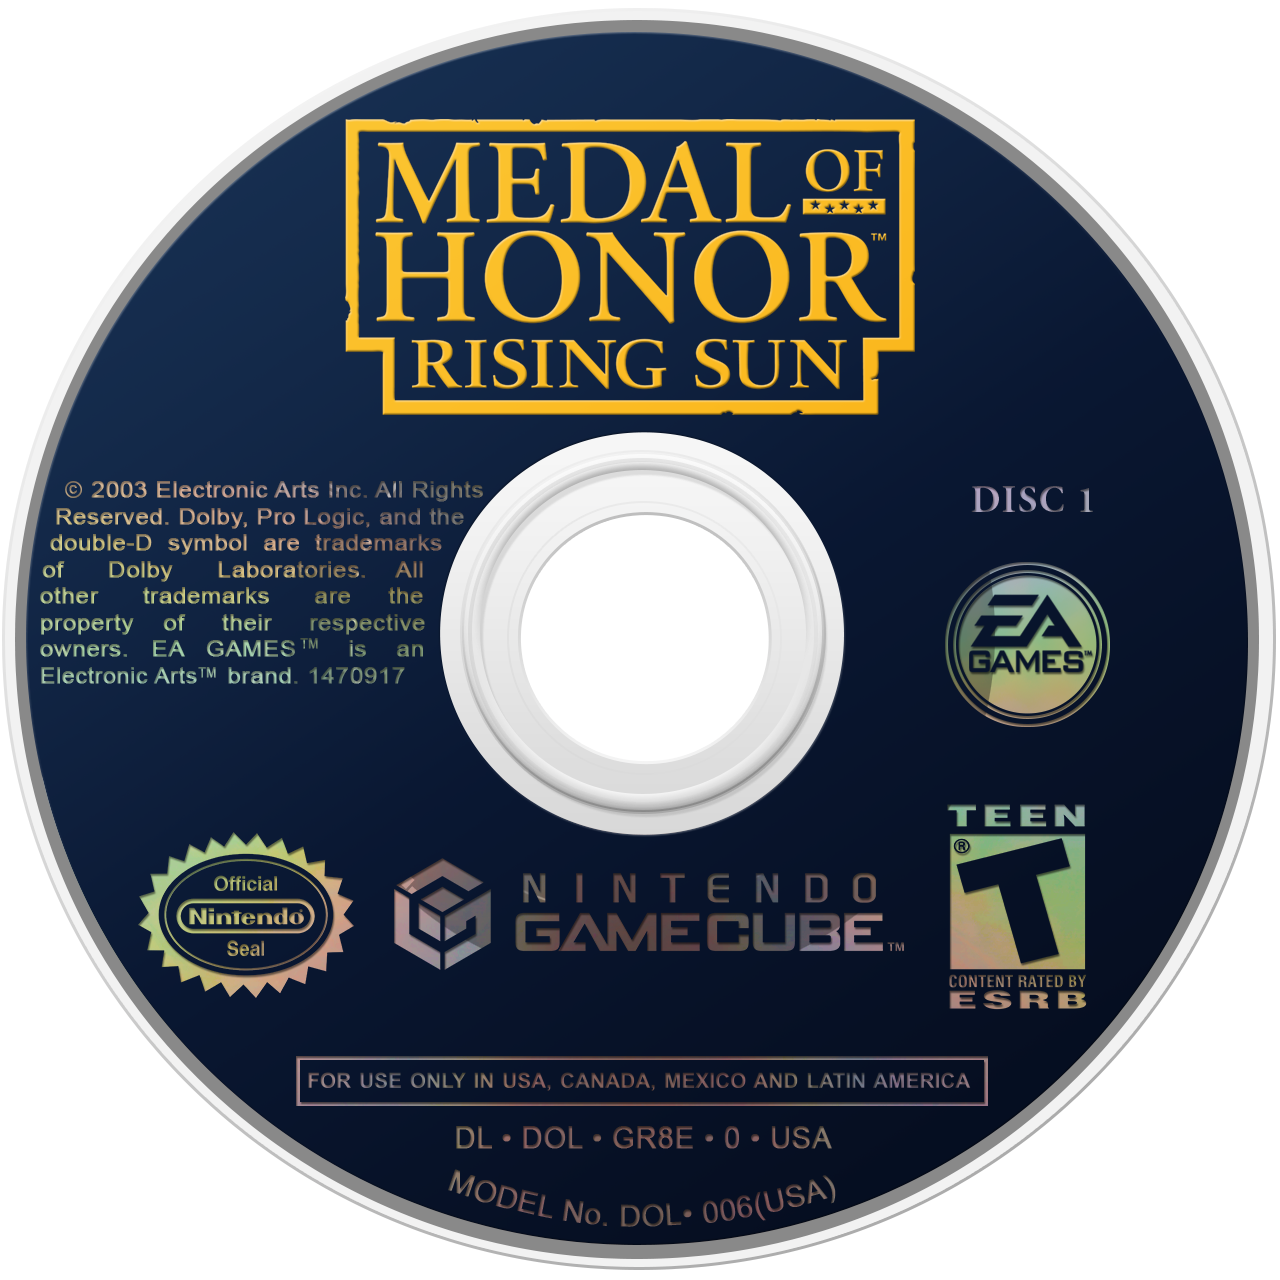 MEDAL OF
HONOR™
RISING SUN
© 2003 Electronic Arts Inc. All Rights
Reserved. Dolby, Pro Logic, and the
double-D symbol are trademarks
of Dolby Laboratories. All
other trademarks are the
property of their respective
owners. EA GAMES™ is an
Electronic Arts™ brand. 1470917
DISC 1
EA
GAMES™
TEEN
®
T
CONTENT RATED BY
ESRB
Official
Nintendo®
Seal
NINTENDO
GAMECUBE™
FOR USE ONLY IN USA, CANADA, MEXICO AND LATIN AMERICA
DL • DOL • GR8E • 0 • USA
MODEL No. DOL• 006(USA)